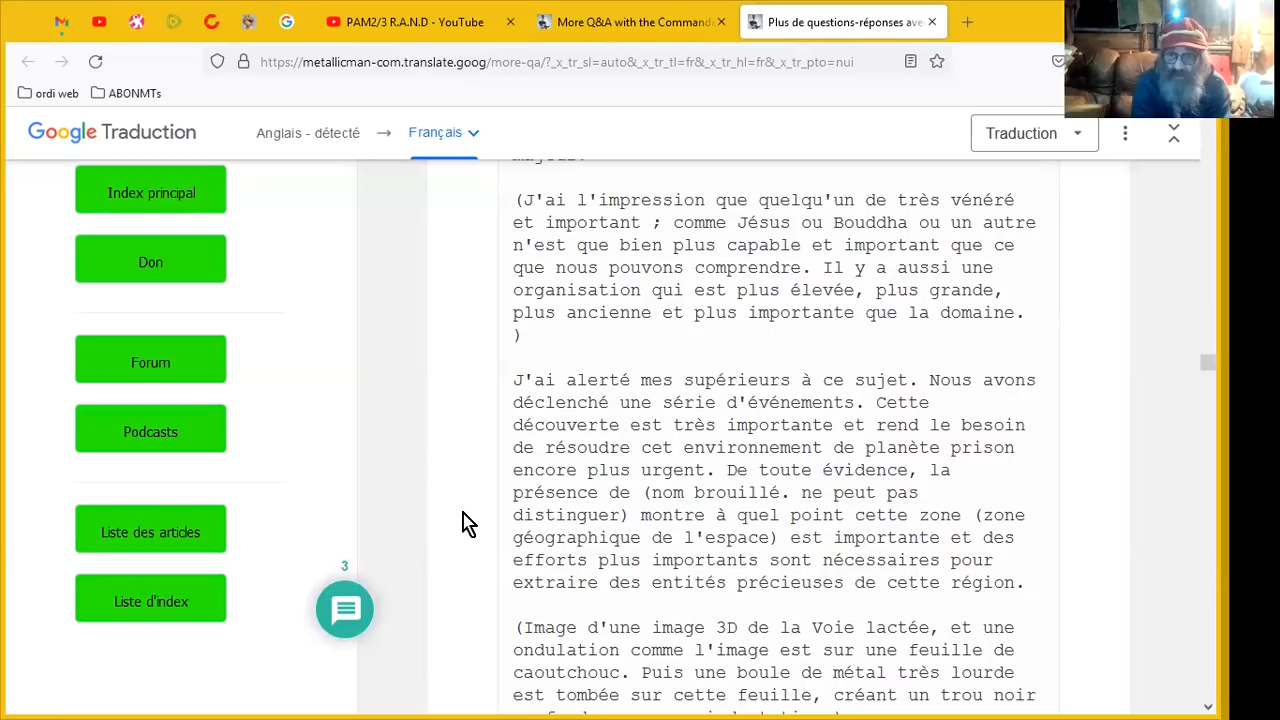 PAM2/3 R.A.N.D - YouTube
More Q&A with the Command
Plus de questions-réponses ave
https://metallicman-com.translate.goog/more-qa/?_x_tr_sl=auto&_x_tr_tl=fr&_x_tr_hl=fr&_x_tr_pto=nui
ordi web
ABONMTs
Google Traduction
Anglais - détecté
Français
Traduction
Index principal
Don
Forum
Podcasts
Liste des articles
Liste d'index
3
(J'ai l'impression que quelqu'un de très vénéré
et important ; comme Jésus ou Bouddha ou un autre
n'est que bien plus capable et important que ce
que nous pouvons comprendre. Il y a aussi une
organisation qui est plus élevée, plus grande,
plus ancienne et plus importante que la domaine.
)
J'ai alerté mes supérieurs à ce sujet. Nous avons
déclenché une série d'événements. Cette
découverte est très importante et rend le besoin
de résoudre cet environnement de planète prison
encore plus urgent. De toute évidence, la
présence de (nom brouillé. ne peut pas
distinguer) montre à quel point cette zone (zone
géographique de l'espace) est importante et des
efforts plus importants sont nécessaires pour
extraire des entités précieuses de cette région.
(Image d'une image 3D de la Voie lactée, et une
ondulation comme l'image est sur une feuille de
caoutchouc. Puis une boule de métal très lourde
est tombée sur cette feuille, créant un trou noir